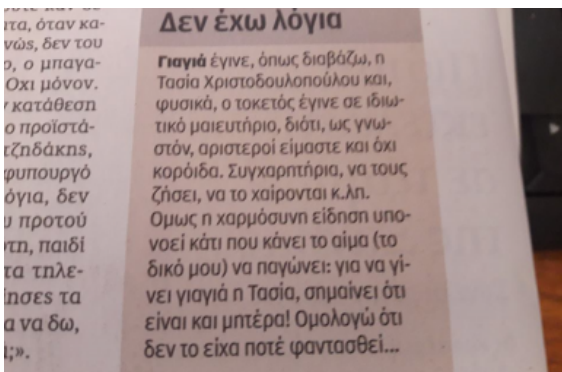 ατα, όταν κα-
νώς, δεν του
ο, ο μπαγα-
Οχι μόνον.
κατάθεση
ο προϊστά-
τζηδάκης,
φυπουργό
όγια, δεν
υ προτού
ότη, παιδί
τα τηλε-
ησες τα
α να δω,
;».
Δεν έχω λόγια
Γιαγιά έγινε, όπως διαβάζω, η
Τασία Χριστοδουλοπούλου και,
φυσικά, ο τοκετός έγινε σε ιδιω-
τικό μαιευτήριο, διότι, ως γνω-
στόν, αριστεροί είμαστε και όχι
κορόιδα. Συγχαρητήρια, να τους
ζήσει, να το χαίρονται κ.λπ.
Ομως η χαρμόσυνη είδηση υπο-
νοεί κάτι που κάνει το αίμα (το
δικό μου) να παγώνει: για να γί-
νει γιαγιά η Τασία, σημαίνει ότι
είναι και μητέρα! Ομολογώ ότι
δεν το είχα ποτέ φαντασθεί...